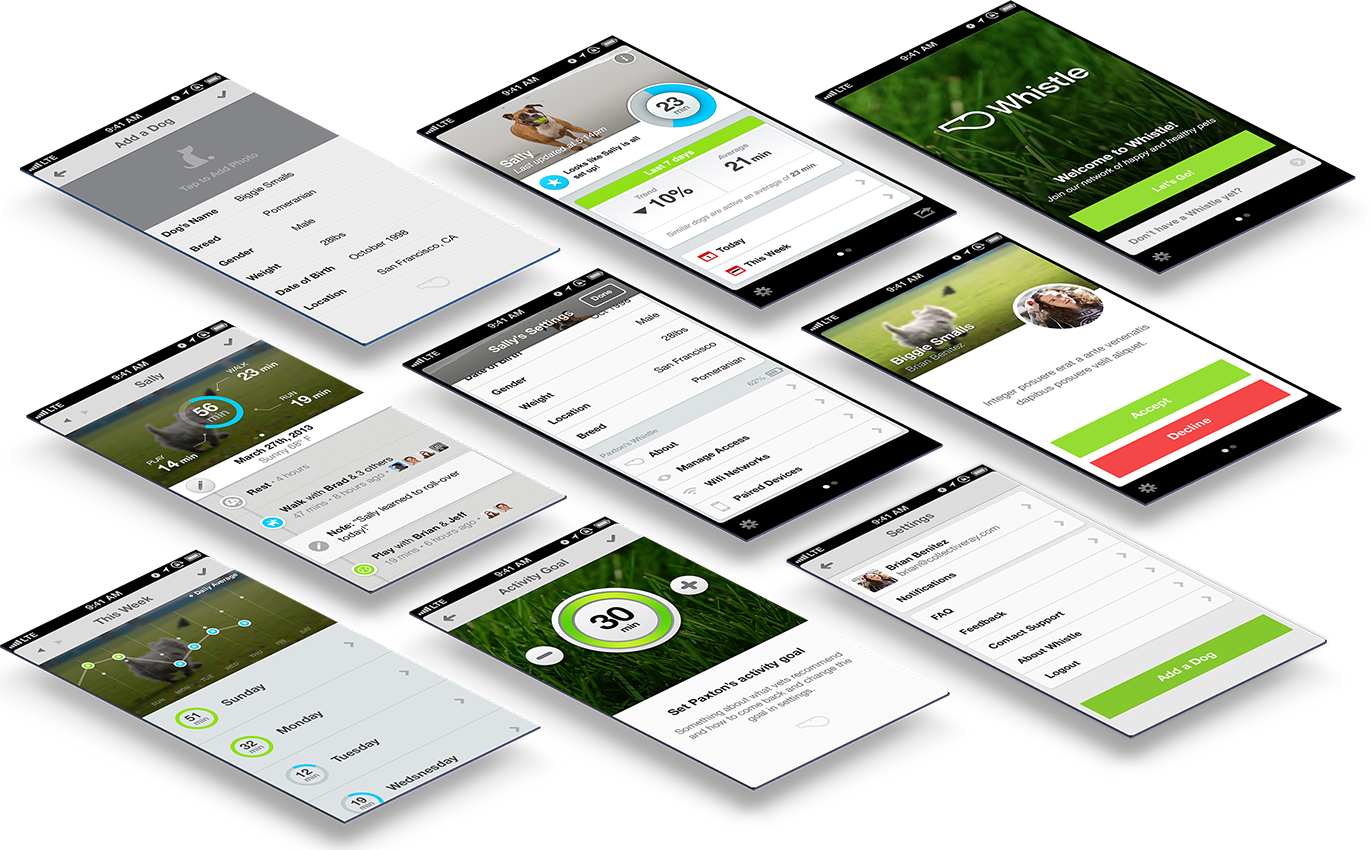 LTE 9:41 AM
Add a Dog
Tap to Add Photo
Dog's Name Biggie Smalls
Breed Pomeranian
Gender Male
Weight 28lbs
Date of Birth October 1998
Location San Francisco, CA
LTE 9:41 AM
23
min
Sally
Last updated at 5:14pm
Looks like Sally is all
set up!
Last 7 days
Trend
10%
Average
21 min
Similar dogs are active an average of 23 min
Today
This Week
LTE 9:41 AM
Whistle
Welcome to Whistle!
Join our network of happy and healthy pets
Let's Go!
Don't have a Whistle yet?
LTE 9:41 AM
Sally
WALK
23 min
RUN
19 min
56
min
PLAY
14 min
March 27th, 2013
Sunny 68° F
Rest • 4 hours
Walk with Brad & 3 others
47 mins • 8 hours ago •
Note: "Sally learned to roll-over
today!"
Play with Brian & Jeff
19 mins • 6 hours ago •
LTE 9:41 AM
Sally's Settings
Done
Date of Birth
Gender Male
Weight 28lbs
Location San Francisco
Breed Pomeranian
Paxton's Whistle 62%
About
Manage Access
Wifi Networks
Paired Devices
LTE 9:41 AM
Biggie Smalls
Brian Benitez
Integer posuere erat a ante venenatis
dapibus posuere velit aliquet.
Accept
Decline
LTE 9:41 AM
This Week
Daily Average
SUN MON TUE WED THU FRI SAT
51
min
Sunday
32
min
Monday
12
min
Tuesday
19
min
Wednesday
LTE 9:41 AM
Activity Goal
30
min
Set Paxton's activity goal
Something about what vets recommend
and how to come back and change the
goal in settings.
LTE 9:41 AM
Settings
Brian Benitez
brian@collectiveray.com
Notifications
FAQ
Feedback
Contact Support
About Whistle
Logout
Add a Dog